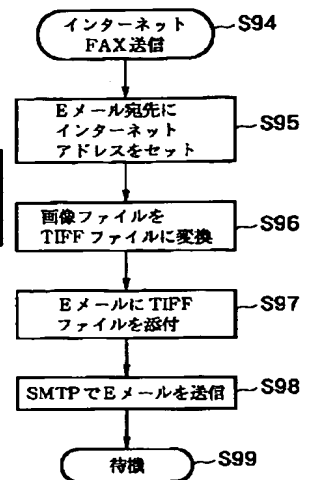 インターネット
FAX送信
S94
Eメール宛先に
インターネット
アドレスをセット
S95
画像ファイルを
TIFFファイルに変換
S96
EメールにTIFF
ファイルを添付
S97
SMTPでEメールを送信
S98
待機
S99